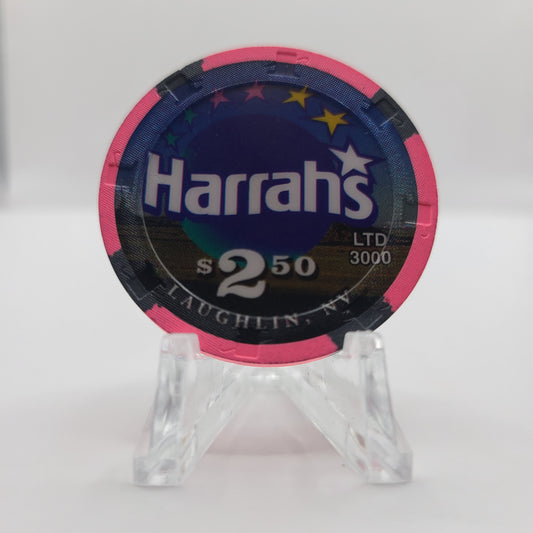 Harrah's
LTD
3000
$2.50
LAUGHLIN, NV